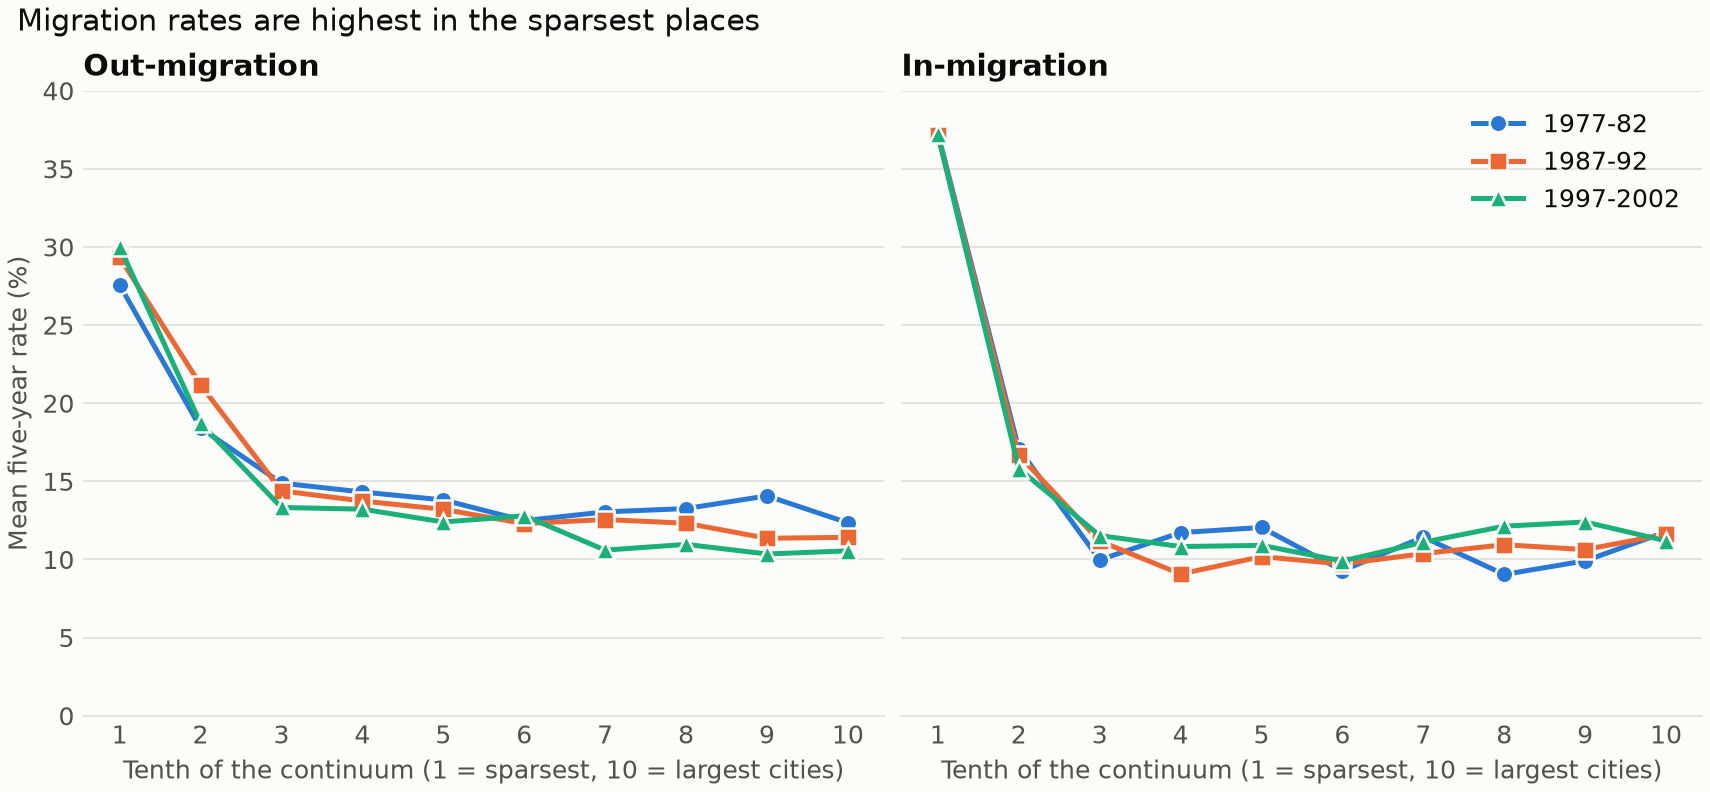 Migration rates are highest in the sparsest places
Out-migration
In-migration
Mean five-year rate (%)
40
35
30
25
20
15
10
5
0
1977-82
1987-92
1997-2002
1 2 3 4 5 6 7 8 9 10
1 2 3 4 5 6 7 8 9 10
Tenth of the continuum (1 = sparsest, 10 = largest cities)
Tenth of the continuum (1 = sparsest, 10 = largest cities)